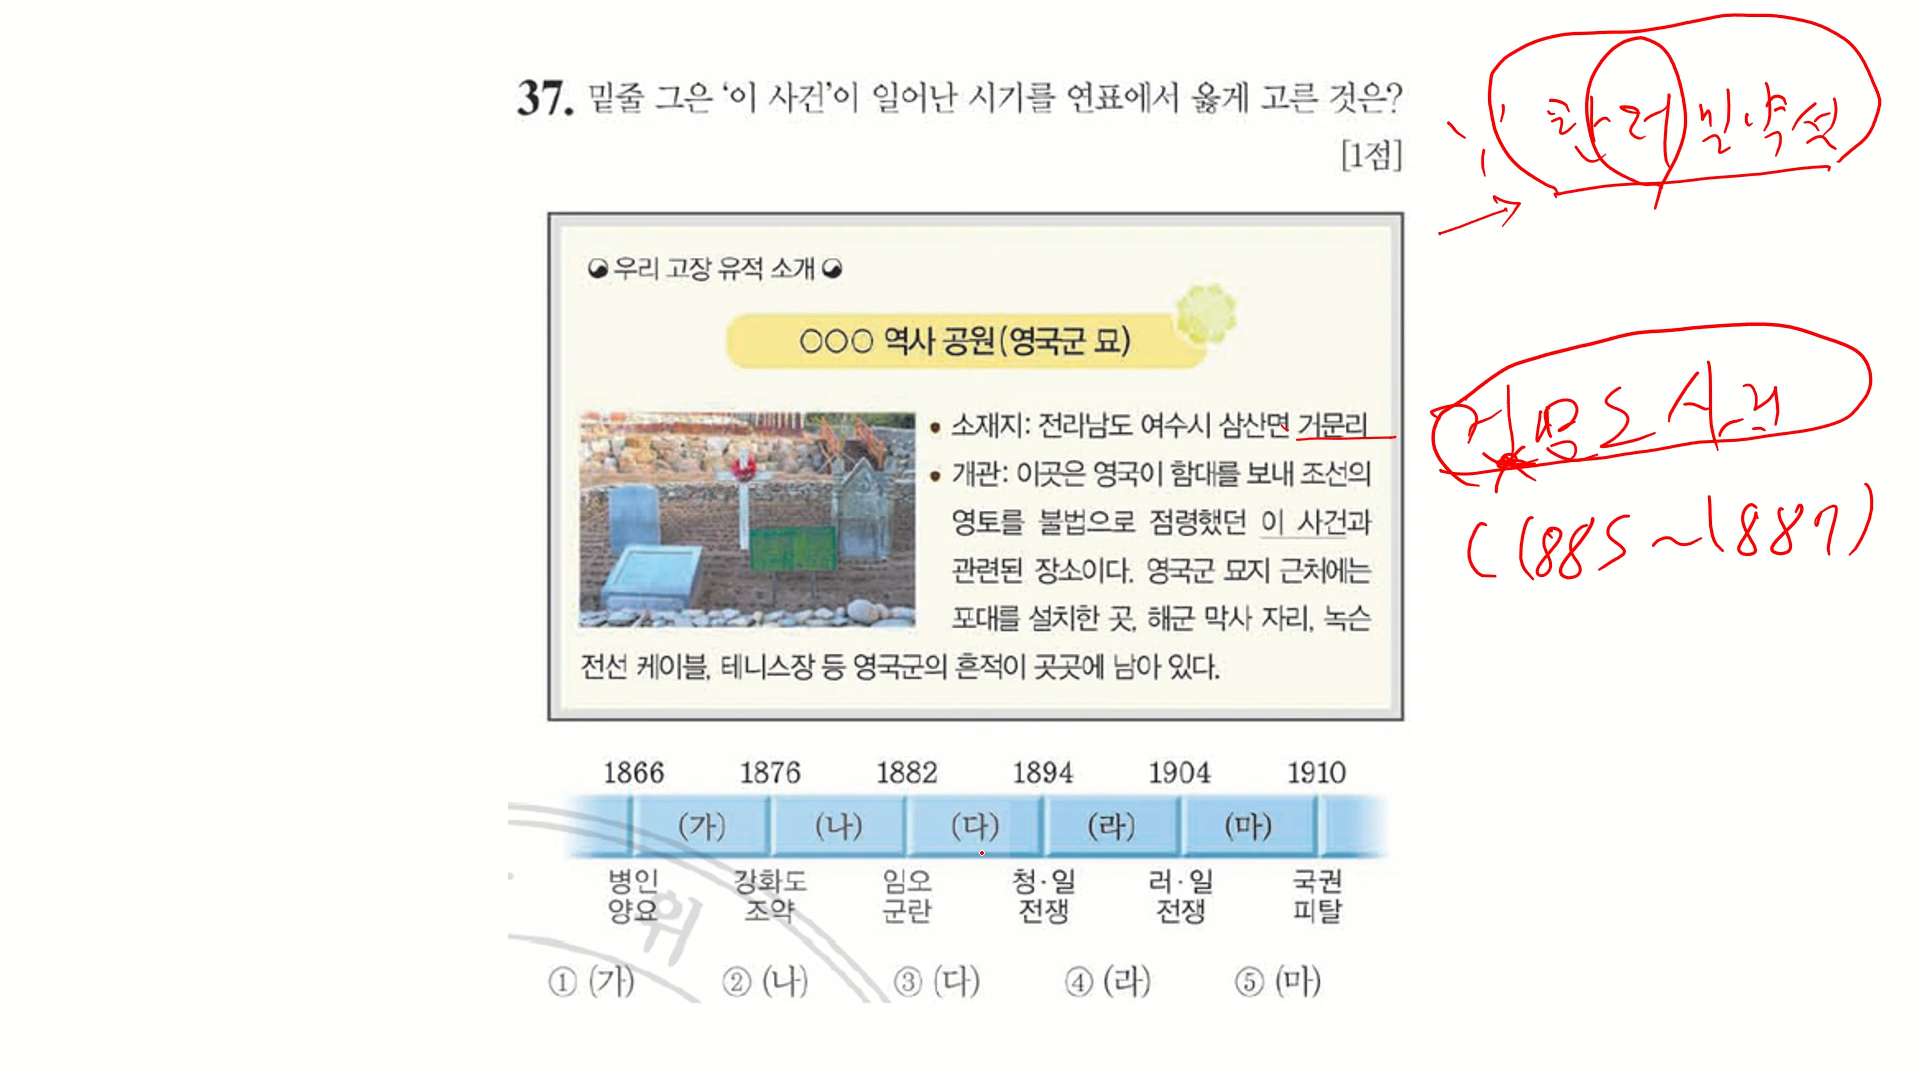 37. 밑줄 그은 ‘이 사건’이 일어난 시기를 연표에서 옳게 고른 것은?
[1점]
우리 고장 유적 소개
○○○ 역사 공원(영국군 묘)
• 소재지: 전라남도 여수시 삼산면 거문리
• 개관: 이곳은 영국이 함대를 보내 조선의
영토를 불법으로 점령했던 이 사건과
관련된 장소이다. 영국군 묘지 근처에는
포대를 설치한 곳, 해군 막사 자리, 녹슨
전선 케이블, 테니스장 등 영국군의 흔적이 곳곳에 남아 있다.
1866 1876 1882 1894 1904 1910
(가) (나) (다) (라) (마)
병인 강화도 임오 청·일 러·일 국권
양요 조약 군란 전쟁 전쟁 피탈
위
① (가) ② (나) ③ (다) ④ (라) ⑤ (마)
러 밀약설
거문도 사건
(1885~1887)